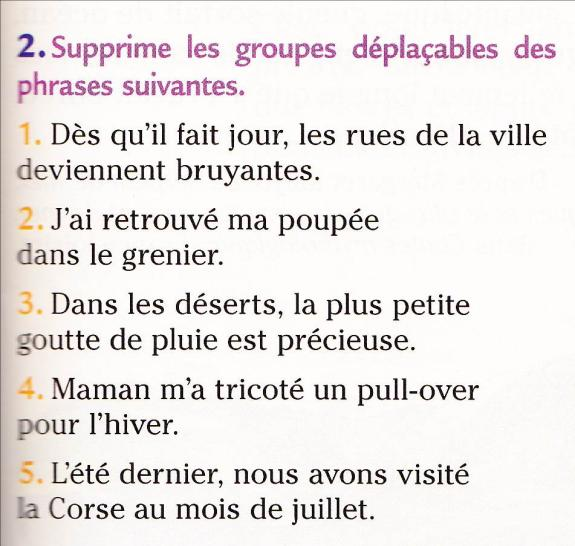 2. Supprime les groupes déplaçables des
phrases suivantes.
1. Dès qu'il fait jour, les rues de la ville
deviennent bruyantes.
2. J'ai retrouvé ma poupée
dans le grenier.
3. Dans les déserts, la plus petite
goutte de pluie est précieuse.
4. Maman m'a tricoté un pull-over
pour l'hiver.
5. L'été dernier, nous avons visité
la Corse au mois de juillet.